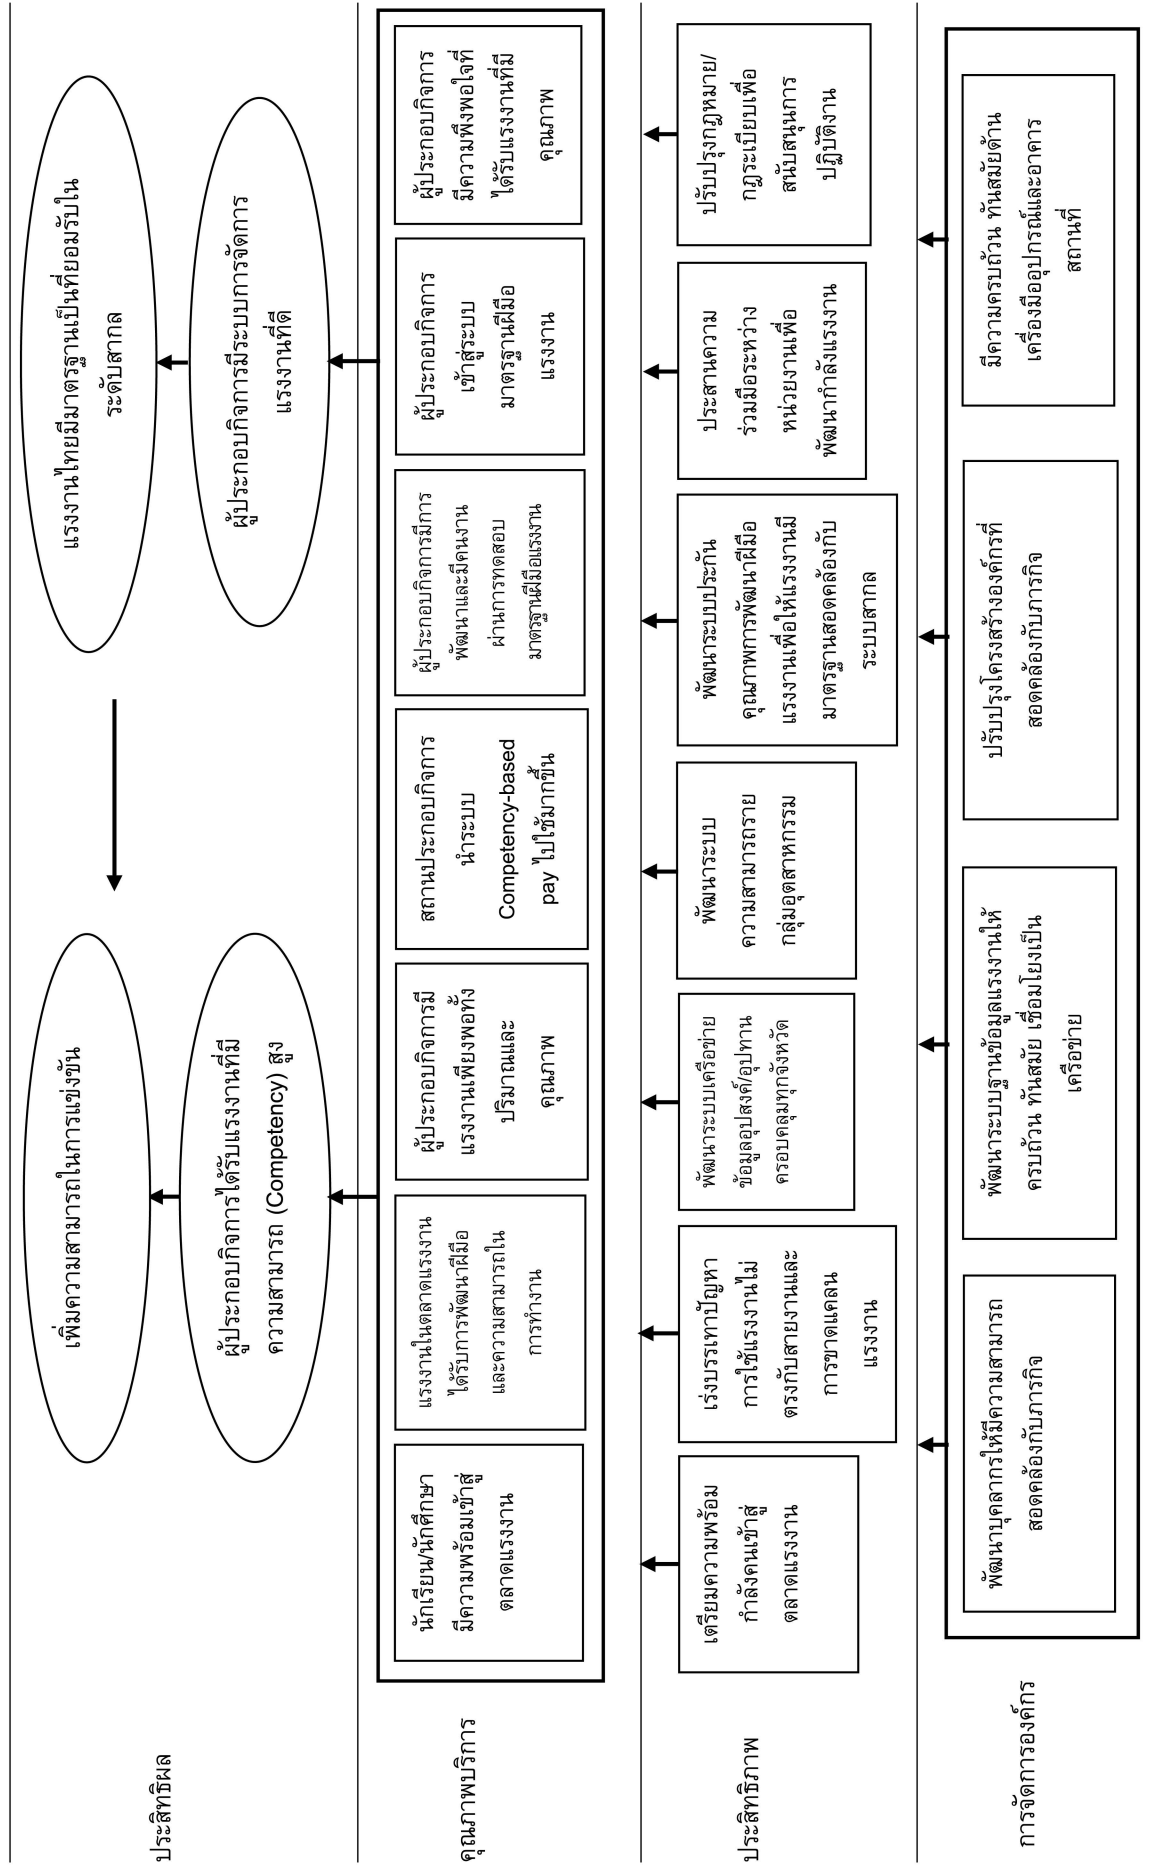 ประสิทธิผล
เพิ่มความสามารถในการแข่งขัน
ผู้ประกอบกิจการได้รับแรงงานที่มี
ความสามารถ (Competency) สูง
แรงงานไทยมีมาตรฐานเป็นที่ยอมรับใน
ระดับสากล
ผู้ประกอบกิจการมีระบบการจัดการ
แรงงานที่ดี
คุณภาพบริการ
นักเรียน/นักศึกษา
มีความพร้อมเข้าสู่
ตลาดแรงงาน
แรงงานในตลาดแรงงาน
ได้รับการพัฒนาฝีมือ
และความสามารถใน
การทำงาน
ผู้ประกอบกิจการมี
แรงงานเพียงพอทั้ง
ปริมาณและ
คุณภาพ
สถานประกอบกิจการ
นำระบบ
Competency-based
pay ไปใช้มากขึ้น
ผู้ประกอบกิจการมีการ
พัฒนาและมีคนงาน
ผ่านการทดสอบ
มาตรฐานฝีมือแรงงาน
ผู้ประกอบกิจการ
เข้าสู่ระบบ
มาตรฐานฝีมือ
แรงงาน
ผู้ประกอบกิจการ
มีความพึงพอใจที่
ได้รับแรงงานที่มี
คุณภาพ
ประสิทธิภาพ
เตรียมความพร้อม
กำลังคนเข้าสู่
ตลาดแรงงาน
เร่งบรรเทาปัญหา
การใช้แรงงานไม่
ตรงกับสายงานและ
การขาดแคลน
แรงงาน
พัฒนาระบบเครือข่าย
ข้อมูลอุปสงค์/อุปทาน
ครอบคลุมทุกจังหวัด
พัฒนาระบบ
ความสามารถราย
กลุ่มอุตสาหกรรม
พัฒนาระบบประกัน
คุณภาพการพัฒนาฝีมือ
แรงงานเพื่อให้แรงงานมี
มาตรฐานสอดคล้องกับ
ระบบสากล
ประสานความ
ร่วมมือระหว่าง
หน่วยงานเพื่อ
พัฒนากำลังแรงงาน
ปรับปรุงกฎหมาย/
กฎระเบียบเพื่อ
สนับสนุนการ
ปฏิบัติงาน
การจัดการองค์กร
พัฒนาบุคลากรให้มีความสามารถ
สอดคล้องกับภารกิจ
พัฒนาระบบฐานข้อมูลแรงงานให้
ครบถ้วน ทันสมัย เชื่อมโยงเป็น
เครือข่าย
ปรับปรุงโครงสร้างองค์กรที่
สอดคล้องกับภารกิจ
มีความครบถ้วน ทันสมัยด้าน
เครื่องมืออุปกรณ์และอาคาร
สถานที่